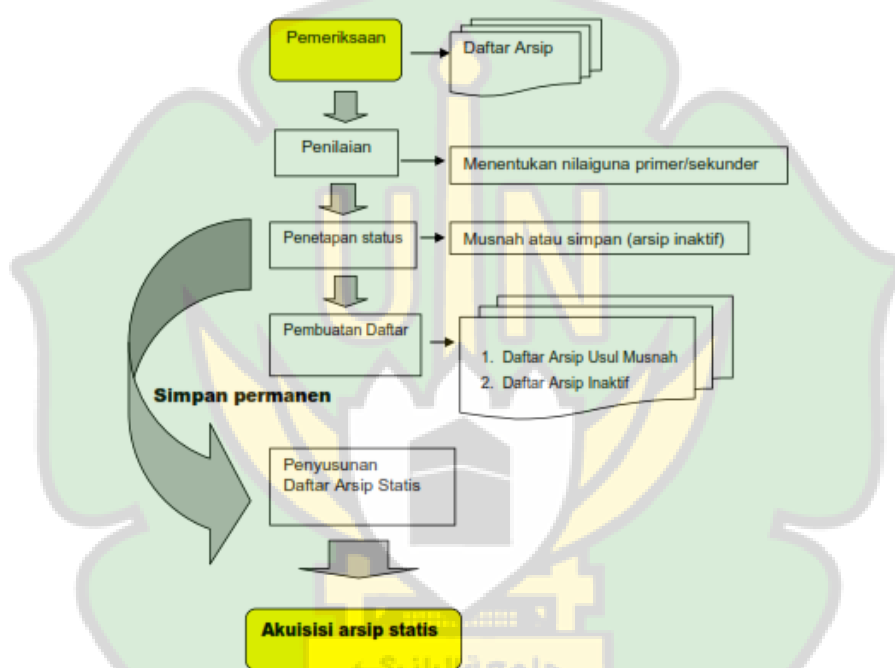 Pemeriksaan
Daftar Arsip
Penilaian
Menentukan nilaiguna primer/sekunder
Penetapan status
Musnah atau simpan (arsip inaktif)
Pembuatan Daftar
1. Daftar Arsip Usul Musnah
2. Daftar Arsip Inaktif
Simpan permanen
Penyusunan
Daftar Arsip Statis
Akuisisi arsip statis
UIN